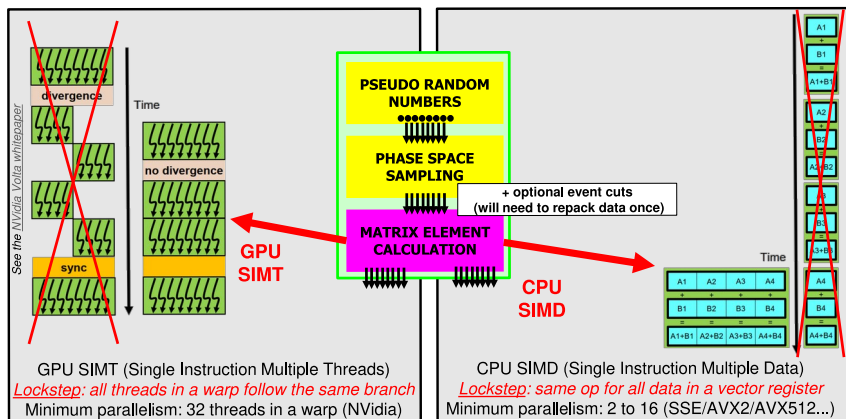 See the NVidia Volta whitepaper
divergence
Time
no divergence
sync
GPU
SIMT
PSEUDO RANDOM
NUMBERS
PHASE SPACE
SAMPLING
+ optional event cuts
(will need to repack data once)
MATRIX ELEMENT
CALCULATION
CPU
SIMD
Time
A1
+
B1
=
A1+B1
A2
+
B2
=
A2+B2
A3
+
B3
=
A3+B3
A4
+
B4
=
A4+B4
A1 A2 A3 A4
+ + + +
B1 B2 B3 B4
= = = =
A1+B1 A2+B2 A3+B3 A4+B4
GPU SIMT (Single Instruction Multiple Threads)
Lockstep: all threads in a warp follow the same branch
Minimum parallelism: 32 threads in a warp (NVidia)
CPU SIMD (Single Instruction Multiple Data)
Lockstep: same op for all data in a vector register
Minimum parallelism: 2 to 16 (SSE/AVX2/AVX512...)